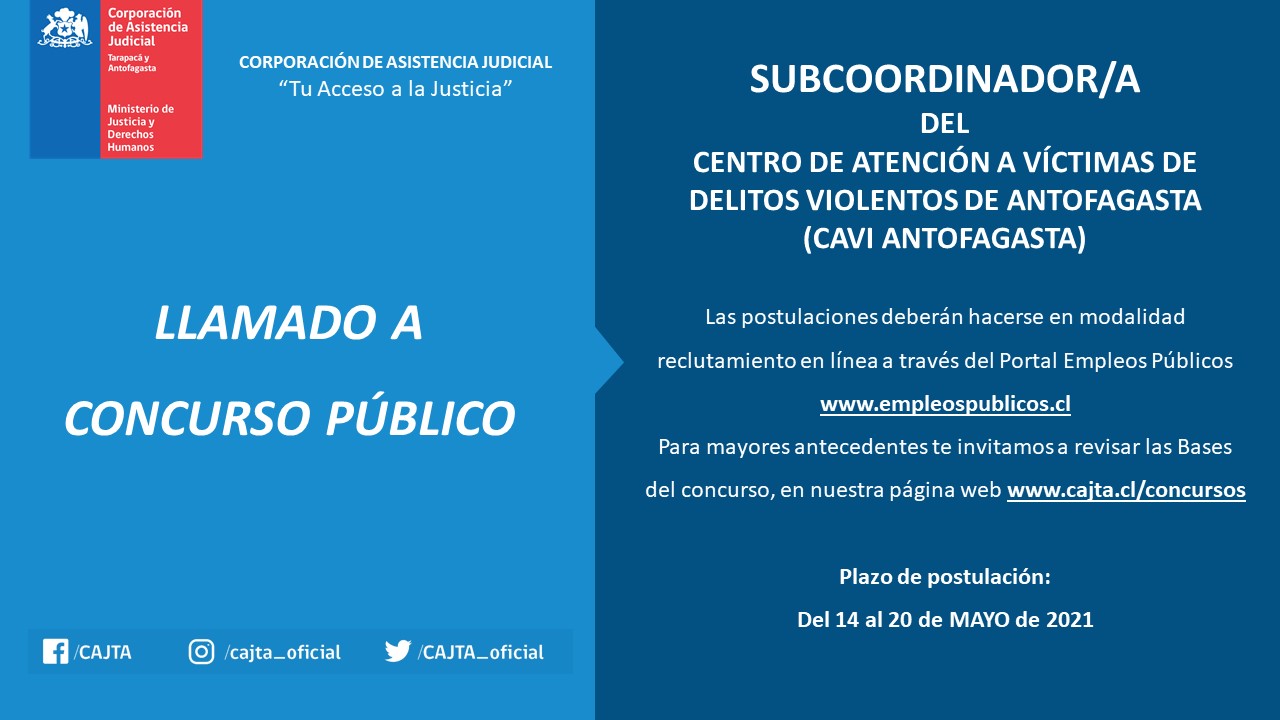 Corporación
de Asistencia
Judicial
Tarapacá y
Antofagasta
Ministerio de
Justicia y
Derechos
Humanos
CORPORACIÓN DE ASISTENCIA JUDICIAL
“Tu Acceso a la Justicia”
LLAMADO A
CONCURSO PÚBLICO
/CAJTA
/cajta_oficial
/CAJTA_oficial
SUBCOORDINADOR/A
DEL
CENTRO DE ATENCIÓN A VÍCTIMAS DE
DELITOS VIOLENTOS DE ANTOFAGASTA
(CAVI ANTOFAGASTA)
Las postulaciones deberán hacerse en modalidad
reclutamiento en línea a través del Portal Empleos Públicos
www.empleospublicos.cl
Para mayores antecedentes te invitamos a revisar las Bases
del concurso, en nuestra página web www.cajta.cl/concursos
Plazo de postulación:
Del 14 al 20 de MAYO de 2021